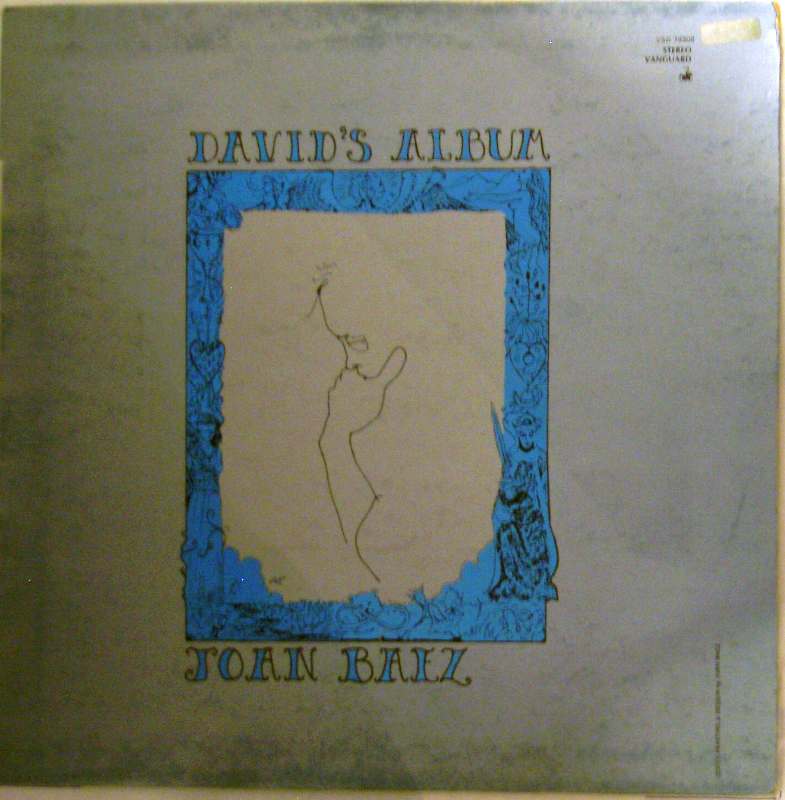 STEREO
VANGUARD
DAVID'S ALBUM
JOAN BAEZ